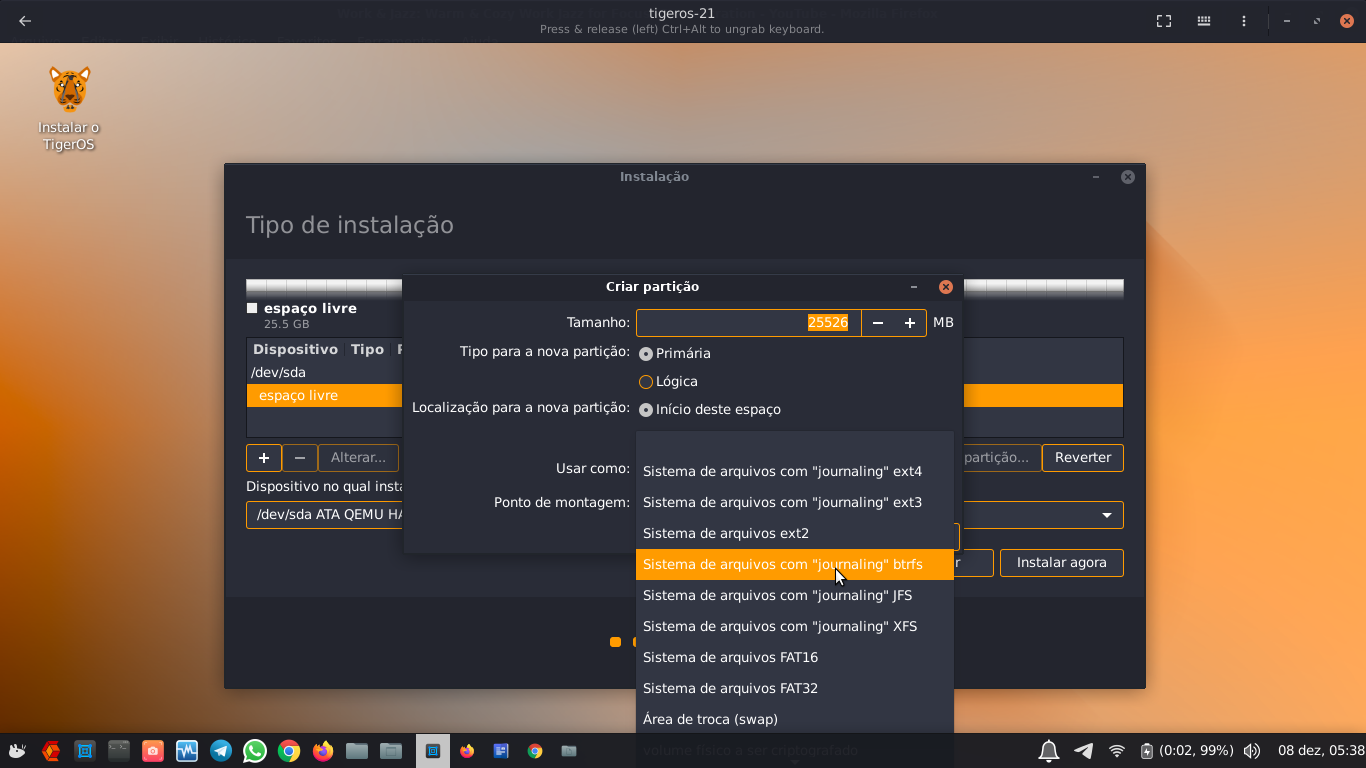 tigeros-21
Press & release (left) Ctrl+Alt to ungrab keyboard.
Instalar o
TigerOS
Instalação
Tipo de instalação
espaço livre
25.5 GB
Dispositivo Tipo
/dev/sda
espaço livre
Alterar...
partição...
Reverter
Dispositivo no qual
/dev/sda ATA QEMU
Instalar agora
Criar partição
Tamanho: 25526 MB
Tipo para a nova partição: Primária
Lógica
Localização para a nova partição: Início deste espaço
Usar como:
Ponto de montagem:
Sistema de arquivos com "journaling" ext4
Sistema de arquivos com "journaling" ext3
Sistema de arquivos ext2
Sistema de arquivos com "journaling" btrfs
Sistema de arquivos com "journaling" JFS
Sistema de arquivos com "journaling" XFS
Sistema de arquivos FAT16
Sistema de arquivos FAT32
Área de troca (swap)
volume físico a ser criptografado
(0:02, 99%)
08 dez, 05:38